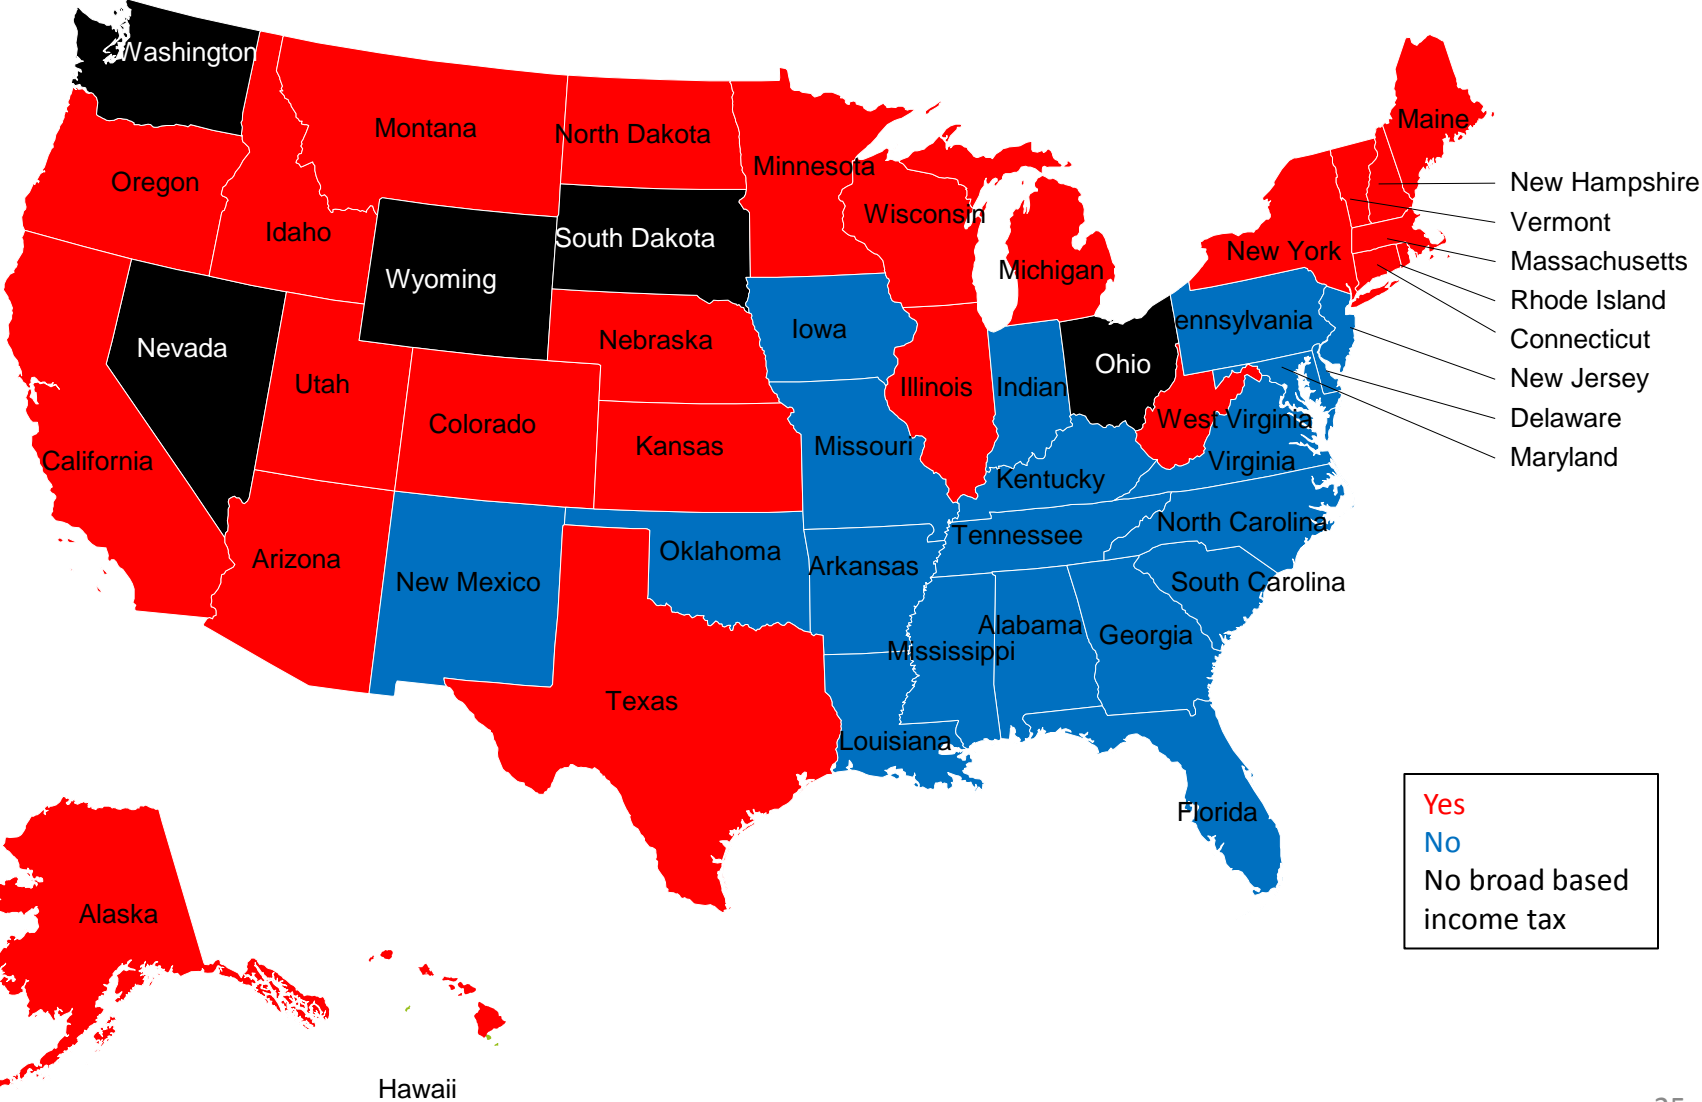 Washington
Montana
North Dakota
Minnesota
Maine
Oregon
Idaho
Wyoming
South Dakota
Wisconsin
Michigan
New York
New Hampshire
Vermont
Massachusetts
Rhode Island
Connecticut
New Jersey
Delaware
Maryland
Nevada
Utah
Colorado
Nebraska
Iowa
Illinois
Indian
Ohio
ennsylvania
California
Kansas
Missouri
Kentucky
West Virginia
Virginia
Arizona
New Mexico
Oklahoma
Arkansas
Tennessee
North Carolina
South Carolina
Texas
Louisiana
Mississippi
Alabama
Georgia
Florida
Alaska
Hawaii
Yes
No
No broad based
income tax